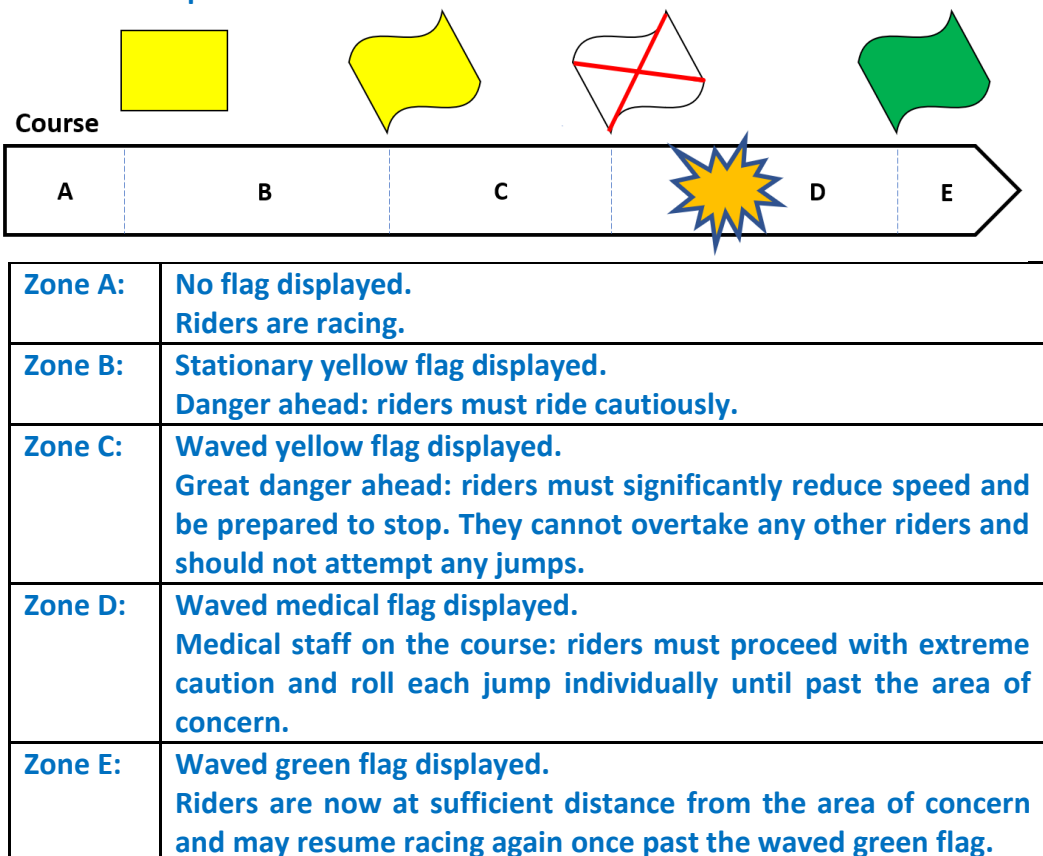 Course
A B C D E
Zone A: No flag displayed.
Riders are racing.
Zone B: Stationary yellow flag displayed.
Danger ahead: riders must ride cautiously.
Zone C: Waved yellow flag displayed.
Great danger ahead: riders must significantly reduce speed and
be prepared to stop. They cannot overtake any other riders and
should not attempt any jumps.
Zone D: Waved medical flag displayed.
Medical staff on the course: riders must proceed with extreme
caution and roll each jump individually until past the area of
concern.
Zone E: Waved green flag displayed.
Riders are now at sufficient distance from the area of concern
and may resume racing again once past the waved green flag.